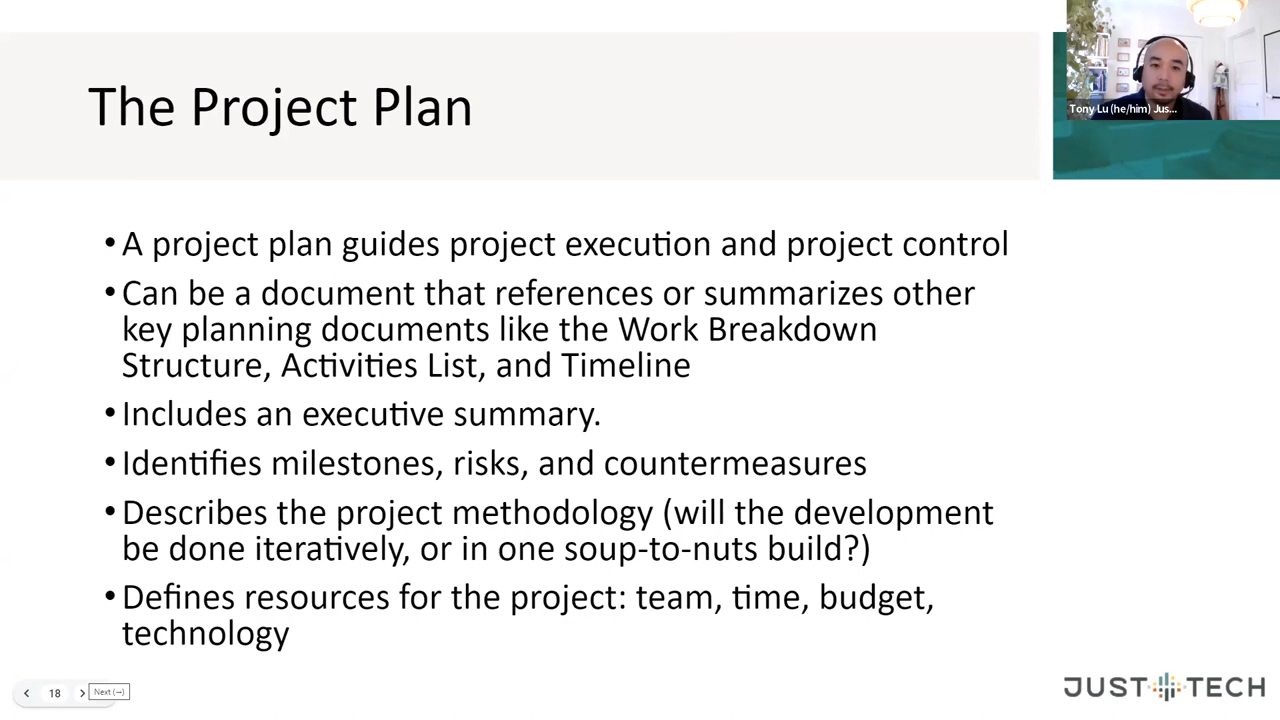 The Project Plan
Tony Lu (he/him) Jus...
• A project plan guides project execution and project control
• Can be a document that references or summarizes other
key planning documents like the Work Breakdown
Structure, Activities List, and Timeline
• Includes an executive summary.
• Identifies milestones, risks, and countermeasures
• Describes the project methodology (will the development
be done iteratively, or in one soup-to-nuts build?)
• Defines resources for the project: team, time, budget,
technology
18
Next (→)
JUST TECH